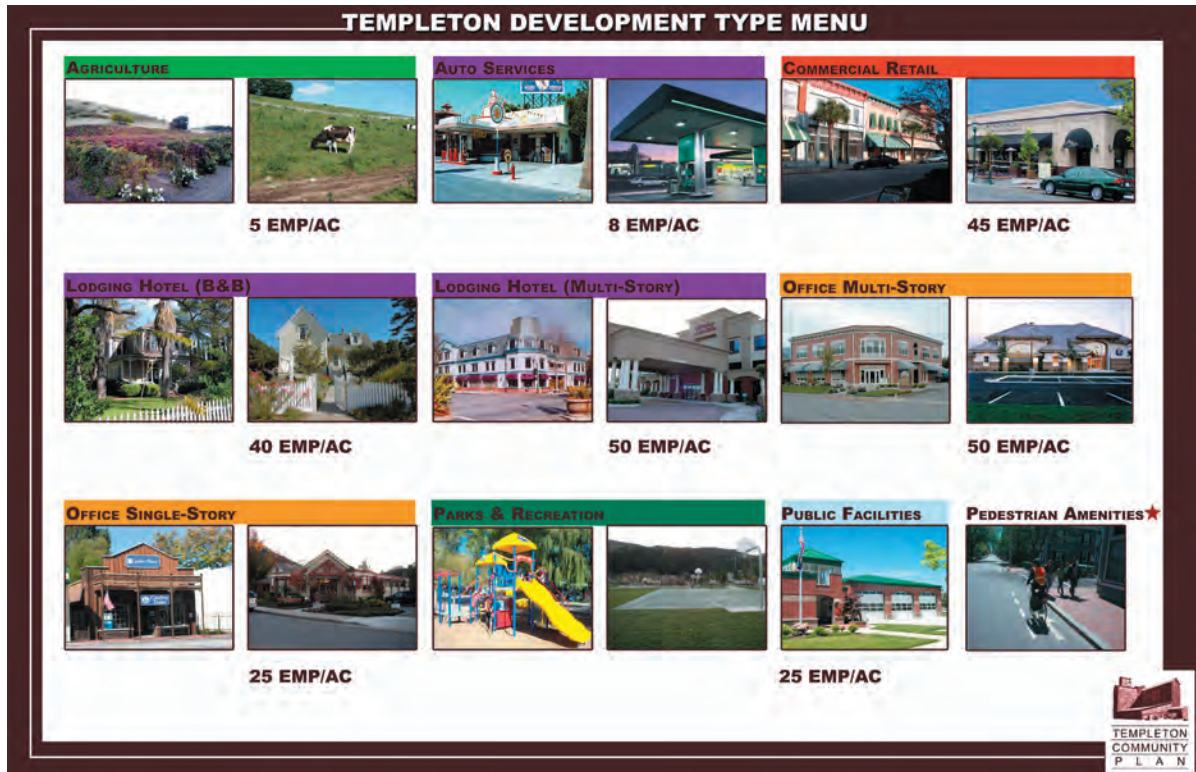 TEMPLETON DEVELOPMENT TYPE MENU
AGRICULTURE
AUTO SERVICES
COMMERCIAL RETAIL
5 EMP/AC
8 EMP/AC
45 EMP/AC
LODGING HOTEL (B&B)
LODGING HOTEL (MULTI-STORY)
OFFICE MULTI-STORY
40 EMP/AC
50 EMP/AC
50 EMP/AC
OFFICE SINGLE-STORY
PARKS & RECREATION
PUBLIC FACILITIES
PEDESTRIAN AMENITIES★
25 EMP/AC
25 EMP/AC
TEMPLETON
COMMUNITY
PLAN